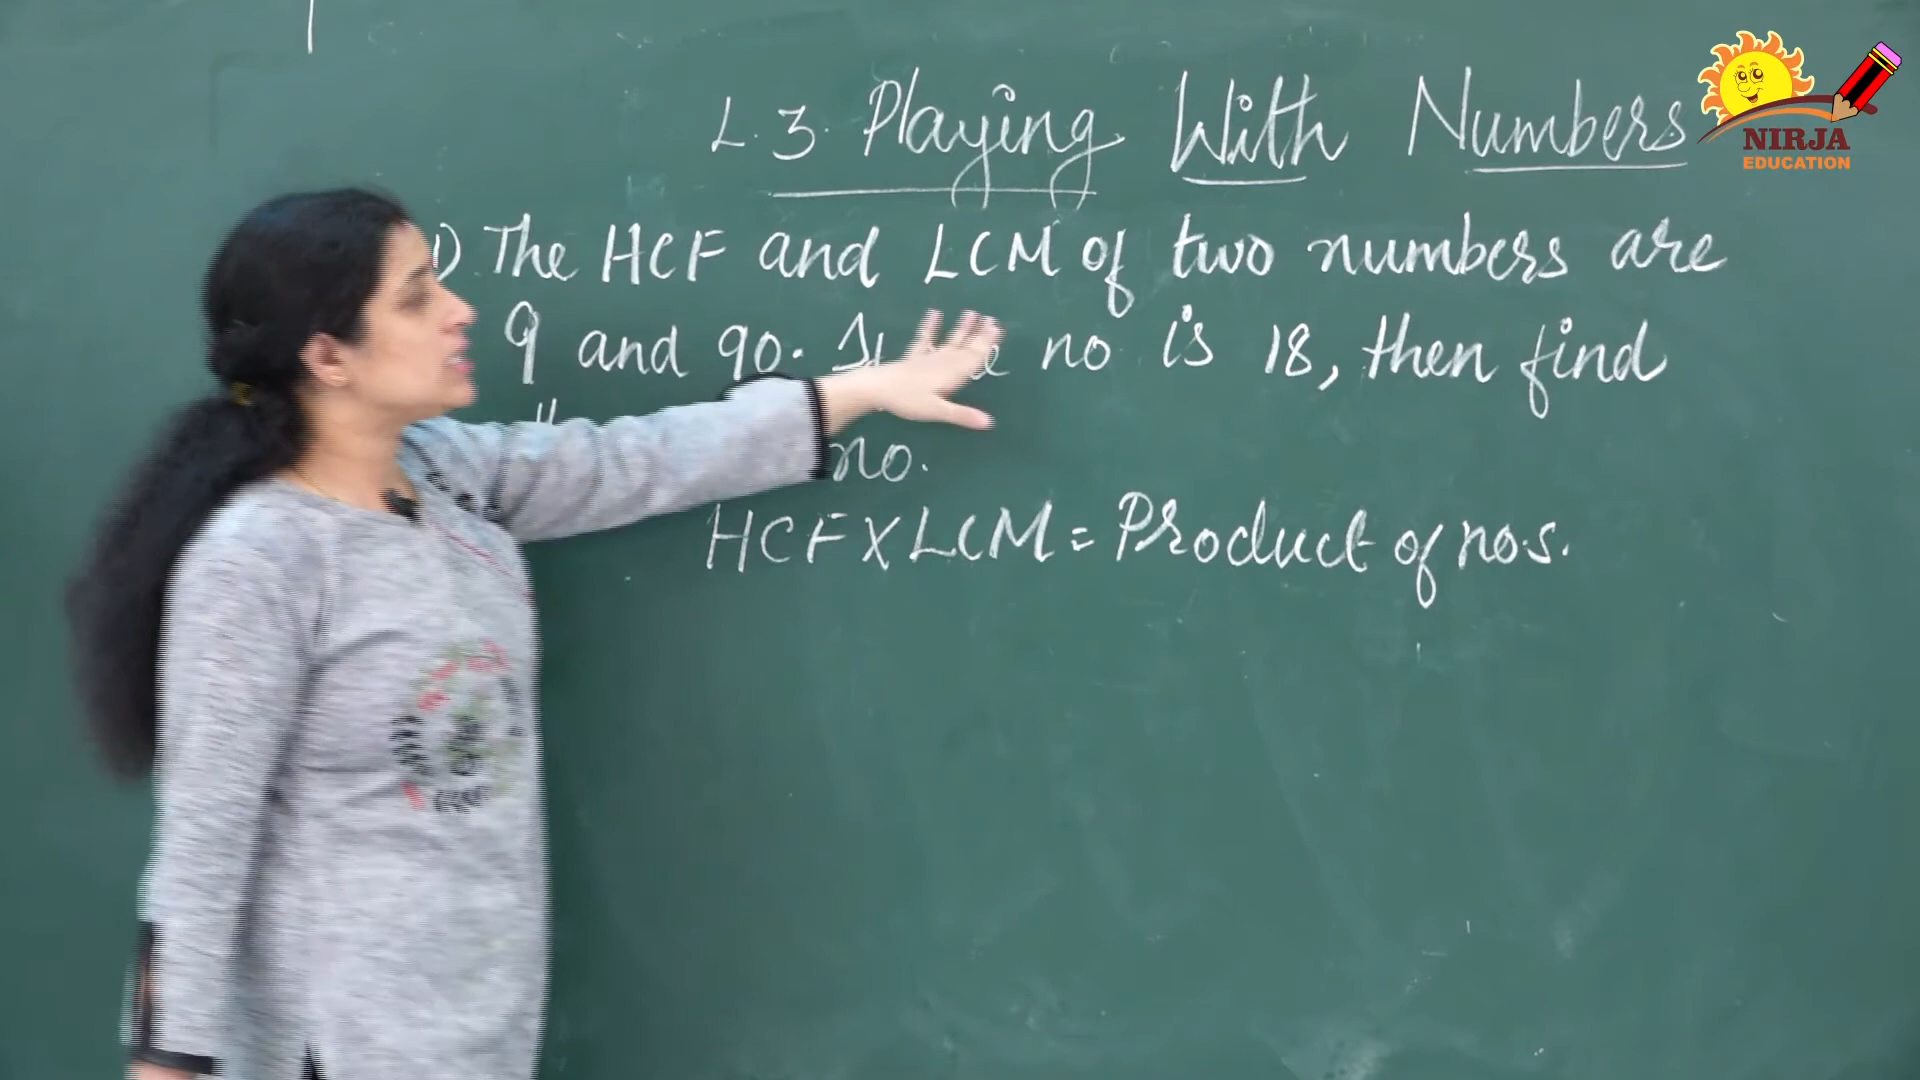 L.3. Playing With Numbers
NIRJA
EDUCATION
1) The HCF and LCM of two numbers are
9 and 90. no is 18, then find
no.
HCF X LCM = Product of no.s.